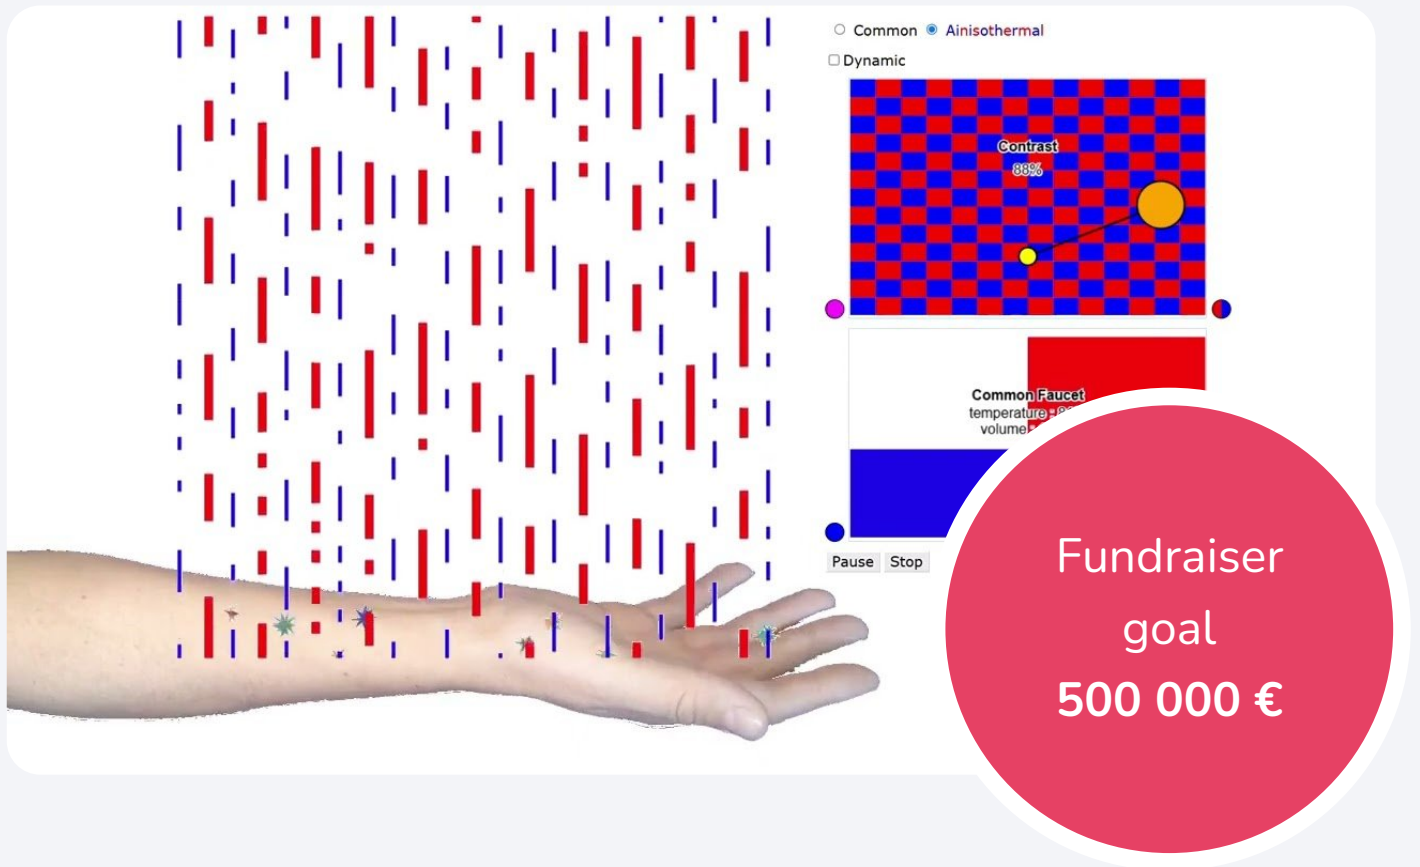 Common Ainisothermal
Dynamic
Contrast
88%
Common Faucet
temperature
volume
Pause Stop
Fundraiser
goal
500 000 €